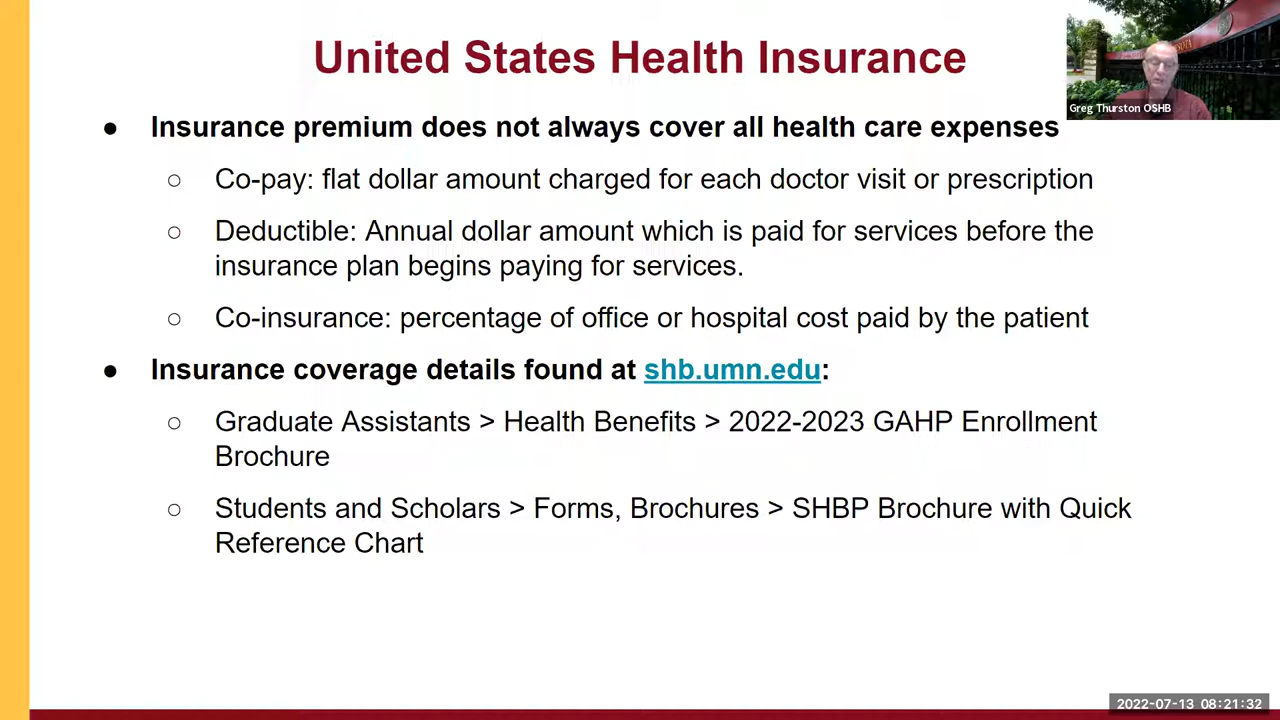 United States Health Insurance
Greg Thurston OSHB
● Insurance premium does not always cover all health care expenses
○ Co-pay: flat dollar amount charged for each doctor visit or prescription
○ Deductible: Annual dollar amount which is paid for services before the
insurance plan begins paying for services.
○ Co-insurance: percentage of office or hospital cost paid by the patient
● Insurance coverage details found at shb.umn.edu:
○ Graduate Assistants > Health Benefits > 2022-2023 GAHP Enrollment
Brochure
○ Students and Scholars > Forms, Brochures > SHBP Brochure with Quick
Reference Chart
2022-07-13 08:21:32